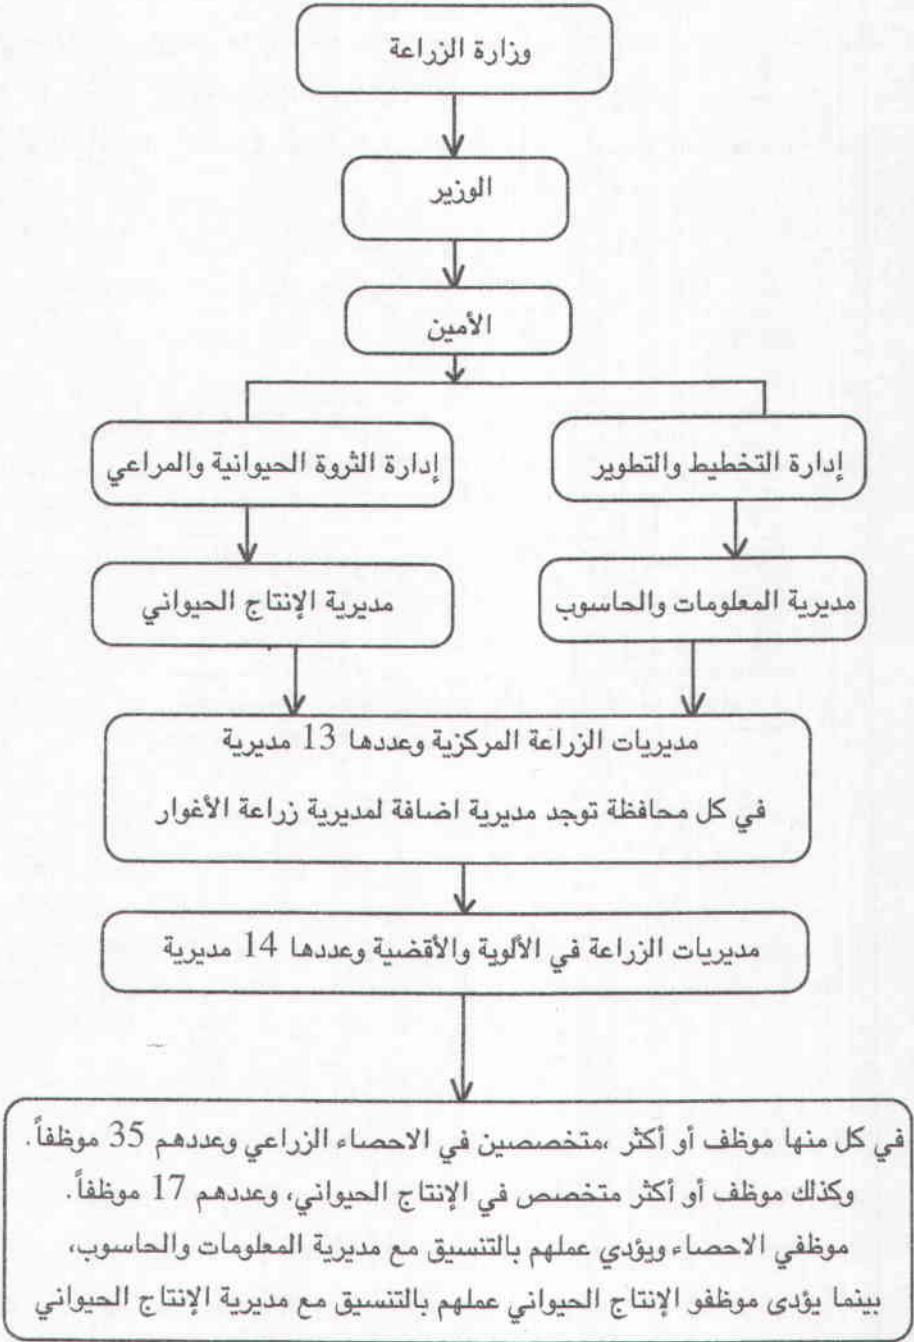 وزارة الزراعة
الوزير
الأمين
إدارة التخطيط والتطوير
إدارة الثروة الحيوانية والمراعي
مديرية المعلومات والحاسوب
مديرية الإنتاج الحيواني
مديريات الزراعة المركزية وعددها 13 مديرية
في كل محافظة توجد مديرية اضافة لمديرية زراعة الأغوار
مديريات الزراعة في الألوية والأقضية وعددها 14 مديرية
في كل منها موظف أو أكثر ،متخصصين في الاحصاء الزراعي وعددهم 35 موظفاً.
وكذلك موظف أو أكثر متخصص في الإنتاج الحيواني، وعددهم 17 موظفاً.
موظفي الاحصاء ويؤدي عملهم بالتنسيق مع مديرية المعلومات والحاسوب،
بينما يؤدى موظفو الإنتاج الحيواني عملهم بالتنسيق مع مديرية الإنتاج الحيواني